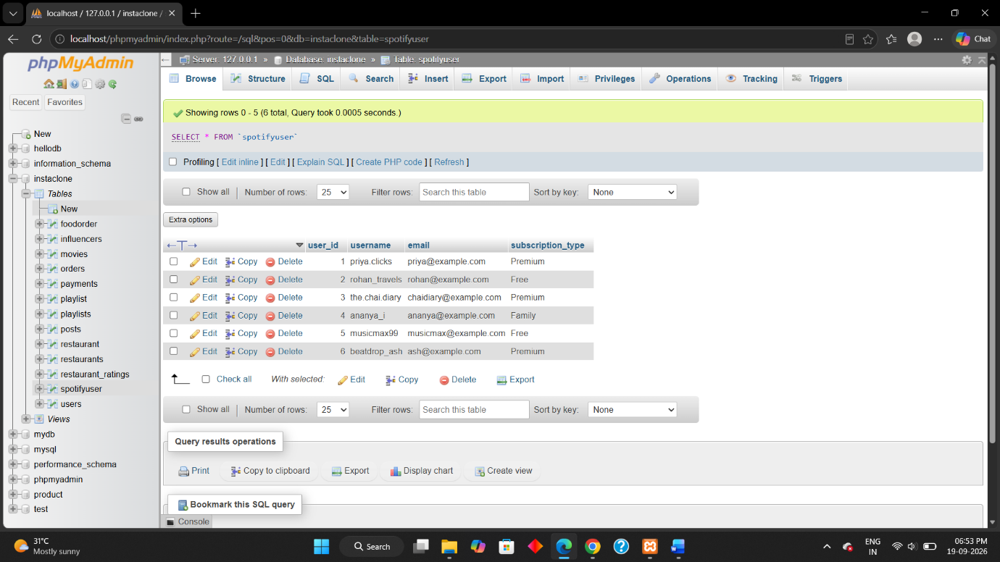 localhost / 127.0.0.1 / instaclone /
localhost/phpmyadmin/index.php?route=/sql&pos=0&db=instaclone&table=spotifyuser
Chat
phpMyAdmin
Recent Favorites
New
hellodb
information_schema
instaclone
Tables
New
foodorder
influencers
movies
orders
payments
playlist
playlists
posts
restaurant
restaurants
restaurant_ratings
spotifyuser
users
Views
mydb
mysql
performance_schema
phpmyadmin
product
test
Server: 127.0.0.1 » Database: instaclone » Table: spotifyuser
Browse Structure SQL Search Insert Export Import Privileges Operations Tracking Triggers
Showing rows 0 - 5 (6 total, Query took 0.0005 seconds.)
SELECT * FROM `spotifyuser`
Profiling [ Edit inline ] [ Edit ] [ Explain SQL ] [ Create PHP code ] [ Refresh ]
Show all Number of rows: 25 Filter rows: Search this table Sort by key: None
Extra options
user_id username email subscription_type
Edit Copy Delete 1 priya.clicks priya@example.com Premium
Edit Copy Delete 2 rohan_travels rohan@example.com Free
Edit Copy Delete 3 the.chai.diary chaidiary@example.com Premium
Edit Copy Delete 4 ananya_i ananya@example.com Family
Edit Copy Delete 5 musicmax99 musicmax@example.com Free
Edit Copy Delete 6 beatdrop_ash ash@example.com Premium
Check all With selected: Edit Copy Delete Export
Show all Number of rows: 25 Filter rows: Search this table Sort by key: None
Query results operations
Print Copy to clipboard Export Display chart Create view
Bookmark this SQL query
Console
31°C
Mostly sunny
Search
ENG
IN
06:53 PM
19-09-2026